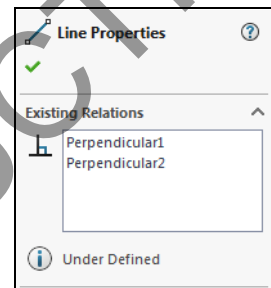 Line Properties
Existing Relations
Perpendicular1
Perpendicular2
Under Defined